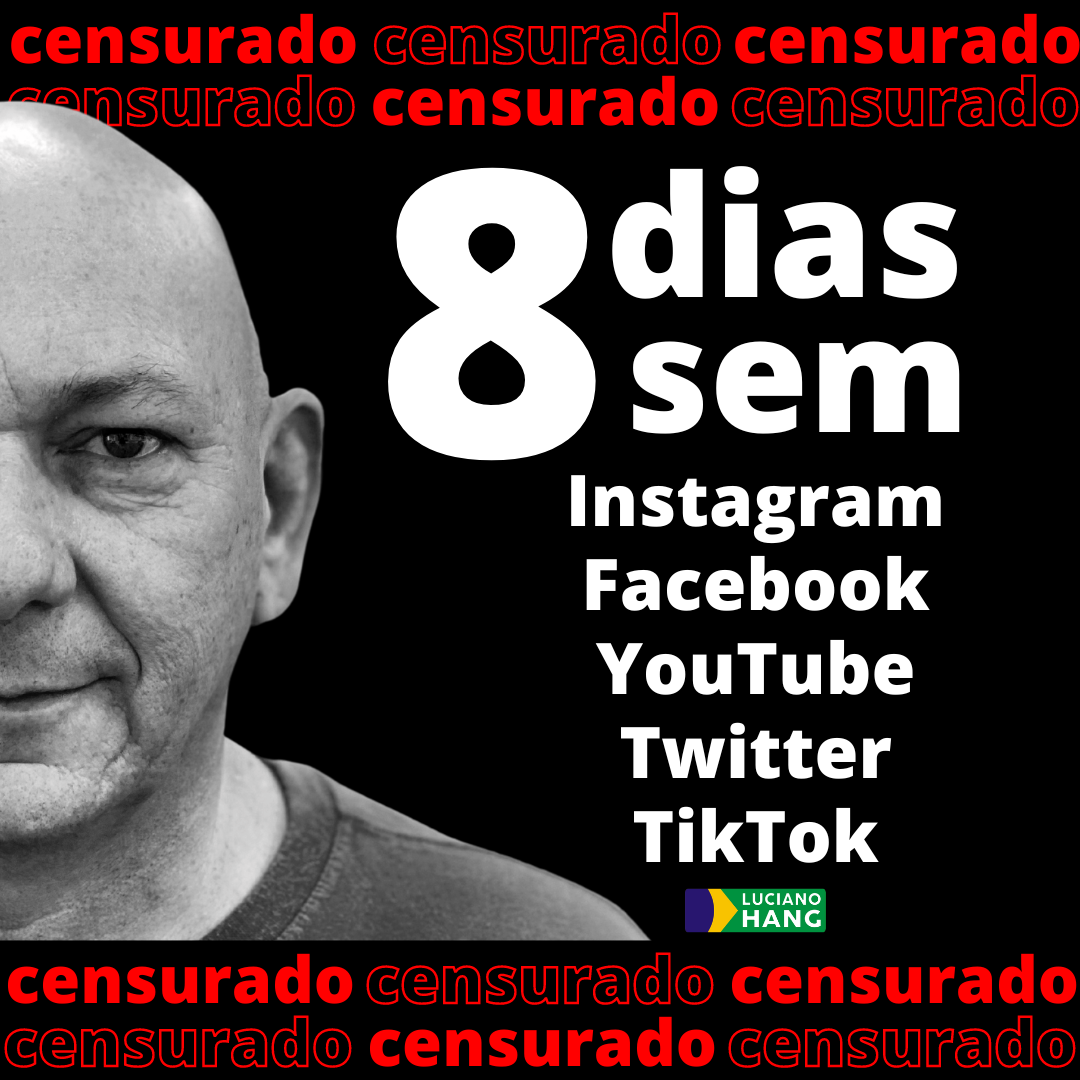 censurado censurado censurado
censurado censurado censurado
8 dias
sem
Instagram
Facebook
YouTube
Twitter
TikTok
LUCIANO
HANG
censurado censurado censurado
censurado censurado censurado